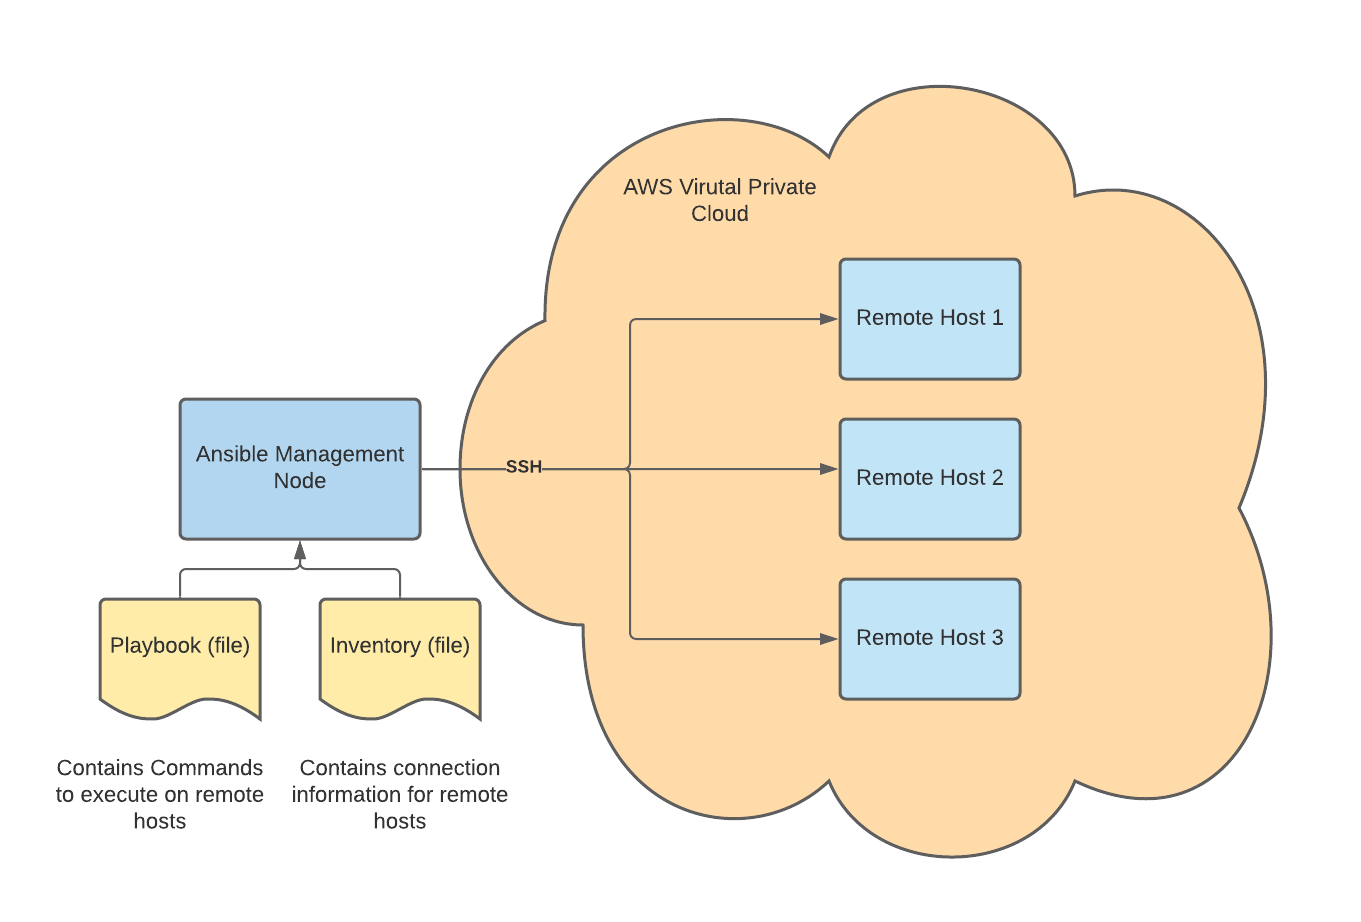 AWS Virutal Private
Cloud
Remote Host 1
Ansible Management
Node
SSH
Remote Host 2
Remote Host 3
Playbook (file)
Inventory (file)
Contains Commands
to execute on remote
hosts
Contains connection
information for remote
hosts